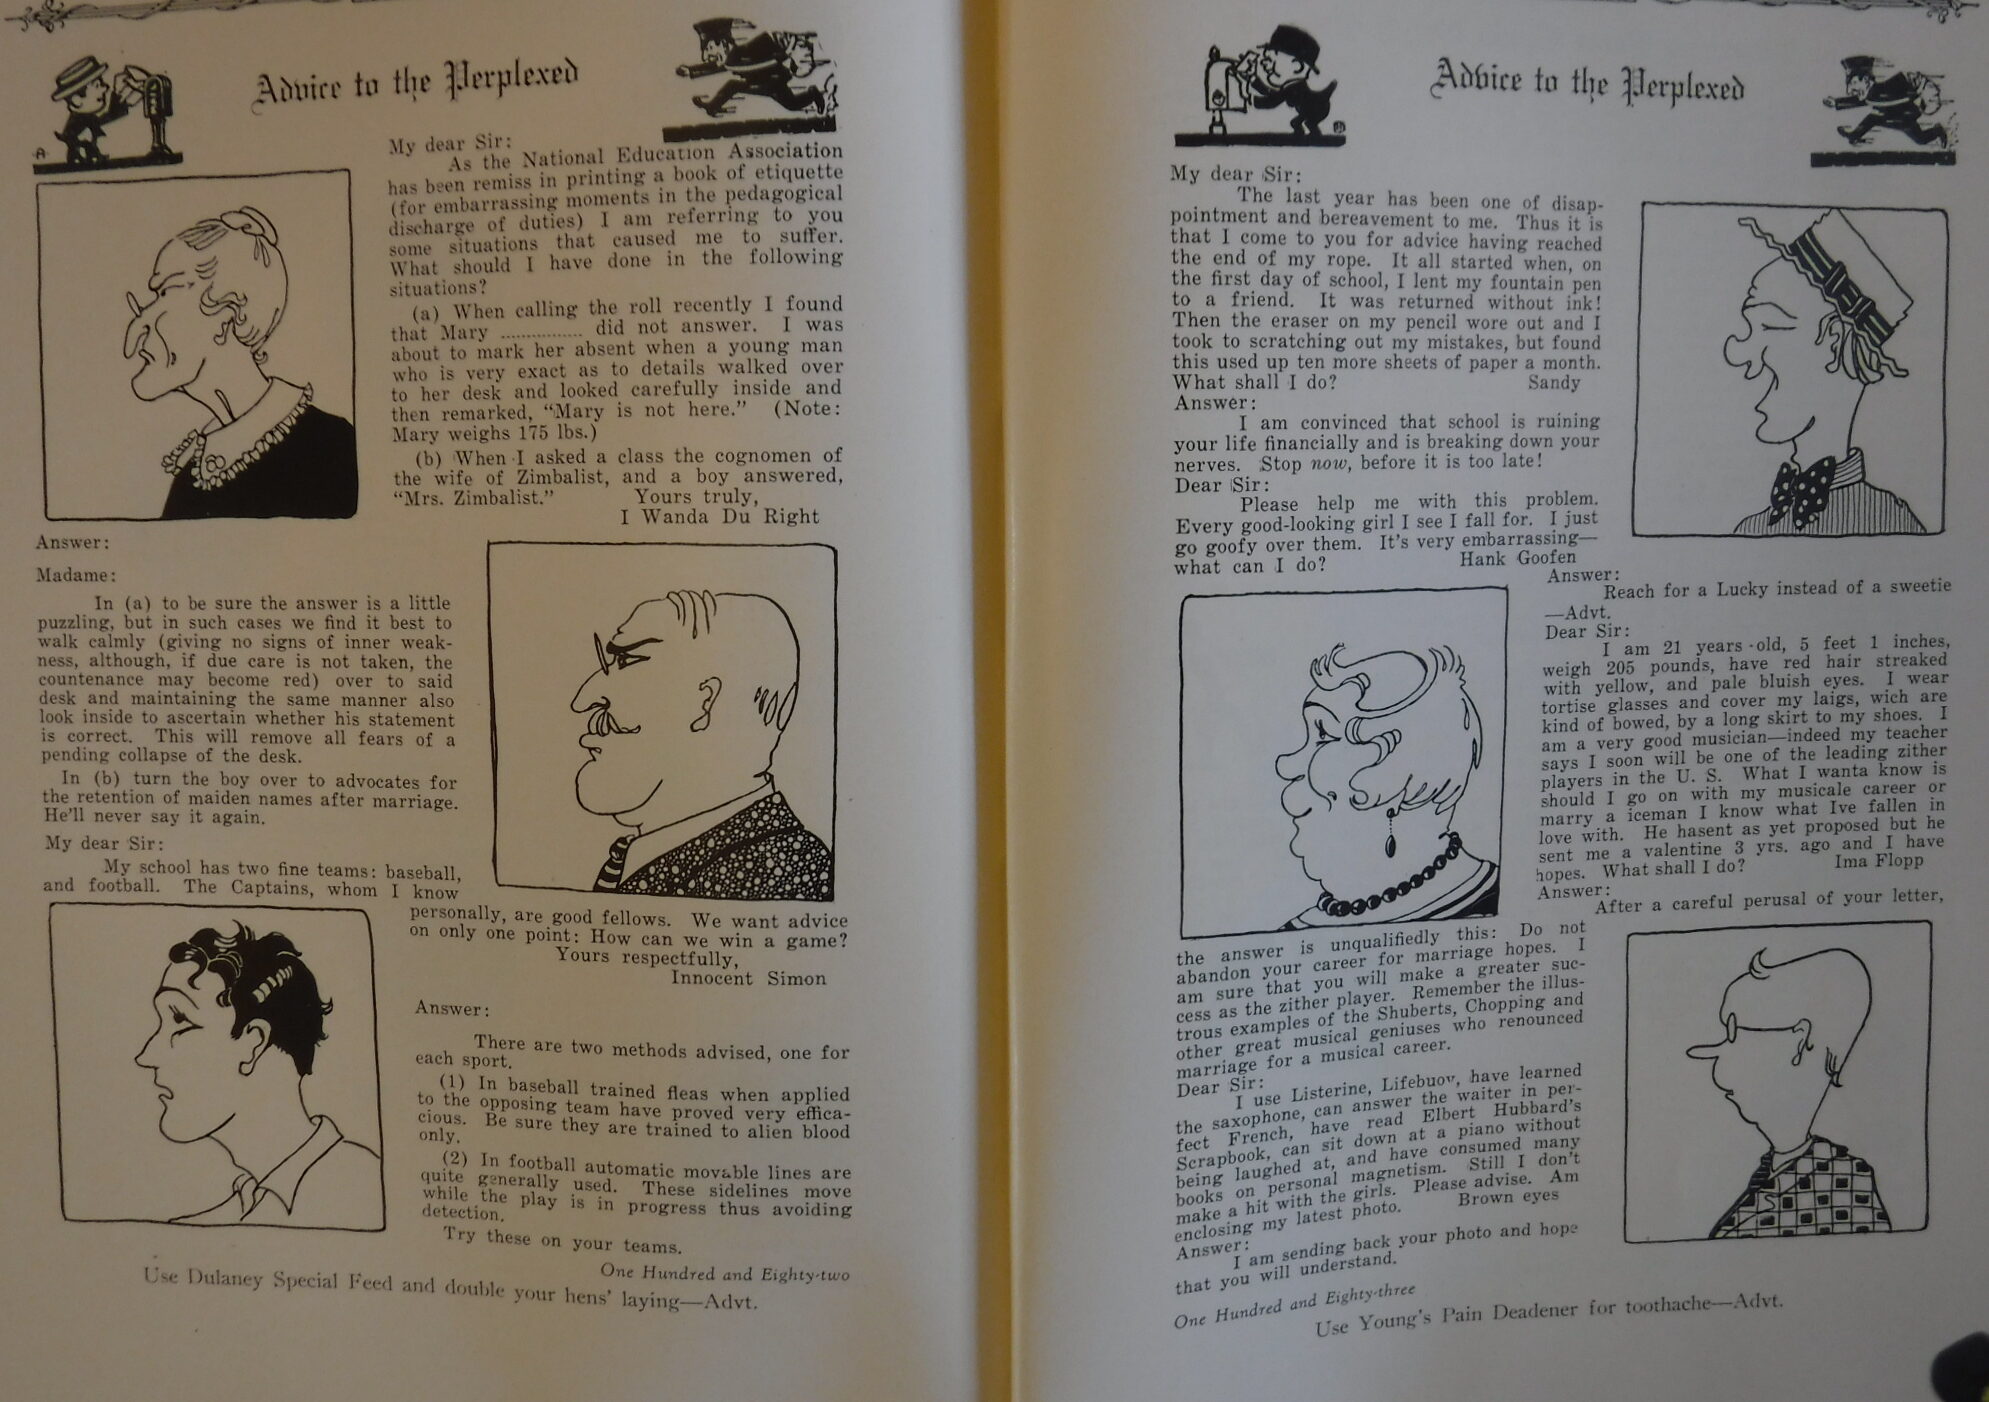 Advice to the Perplexed
My dear Sir:
As the National Education Association
has been remiss in printing a book of etiquette
(for embarrassing moments in the pedagogical
discharge of duties) I am referring to you
some situations that caused me to suffer.
What should I have done in the following
situations?
(a) When calling the roll recently I found
that Mary ............... did not answer. I was
about to mark her absent when a young man
who is very exact as to details walked over
to her desk and looked carefully inside and
then remarked, “Mary is not here.” (Note:
Mary weighs 175 lbs.)
(b) When I asked a class the cognomen of
the wife of Zimbalist, and a boy answered,
“Mrs. Zimbalist.” Yours truly,
I Wanda Du Right
Answer:
Madame:
In (a) to be sure the answer is a little
puzzling, but in such cases we find it best to
walk calmly (giving no signs of inner weak-
ness, although, if due care is not taken, the
countenance may become red) over to said
desk and maintaining the same manner also
look inside to ascertain whether his statement
is correct. This will remove all fears of a
pending collapse of the desk.
In (b) turn the boy over to advocates for
the retention of maiden names after marriage.
He'll never say it again.
My dear Sir:
My school has two fine teams: baseball,
and football. The Captains, whom I know
personally, are good fellows. We want advice
on only one point: How can we win a game?
Yours respectfully,
Innocent Simon
Answer:
There are two methods advised, one for
each sport.
(1) In baseball trained fleas when applied
to the opposing team have proved very effica-
cious. Be sure they are trained to alien blood
only.
(2) In football automatic movable lines are
quite generally used. These sidelines move
while the play is in progress thus avoiding
detection.
Try these on your teams.
One Hundred and Eighty-two
Use Dulaney Special Feed and double your hens' laying—Advt.
Advice to the Perplexed
My dear Sir:
The last year has been one of disap-
pointment and bereavement to me. Thus it is
that I come to you for advice having reached
the end of my rope. It all started when, on
the first day of school, I lent my fountain pen
to a friend. It was returned without ink!
Then the eraser on my pencil wore out and I
took to scratching out my mistakes, but found
this used up ten more sheets of paper a month.
What shall I do? Sandy
Answer:
I am convinced that school is ruining
your life financially and is breaking down your
nerves. Stop now, before it is too late!
Dear Sir:
Please help me with this problem.
Every good-looking girl I see I fall for. I just
go goofy over them. It's very embarrassing—
what can I do? Hank Goofen
Answer:
Reach for a Lucky instead of a sweetie
—Advt.
Dear Sir:
I am 21 years old, 5 feet 1 inches,
weigh 205 pounds, have red hair streaked
with yellow, and pale bluish eyes. I wear
tortise glasses and cover my laigs, wich are
kind of bowed, by a long skirt to my shoes. I
am a very good musician—indeed my teacher
says I soon will be one of the leading zither
players in the U. S. What I wanta know is
should I go on with my musicale career or
marry a iceman I know what Ive fallen in
love with. He hasent as yet proposed but he
sent me a valentine 3 yrs. ago and I have
hopes. What shall I do? Ima Flopp
Answer:
After a careful perusal of your letter,
the answer is unqualifiedly this: Do not
abandon your career for marriage hopes. I
am sure that you will make a greater suc-
cess as the zither player. Remember the illus-
trous examples of the Shuberts, Chopping and
other great musical geniuses who renounced
marriage for a musical career.
Dear Sir:
I use Listerine, Lifebuoy, have learned
the saxophone, can answer the waiter in per-
fect French, have read Elbert Hubbard's
Scrapbook, can sit down at a piano without
being laughed at, and have consumed many
books on personal magnetism. Still I don't
make a hit with the girls. Please advise. Am
enclosing my latest photo. Brown eyes
Answer:
I am sending back your photo and hope
that you will understand.
One Hundred and Eighty-three
Use Young's Pain Deadener for toothache—Advt.